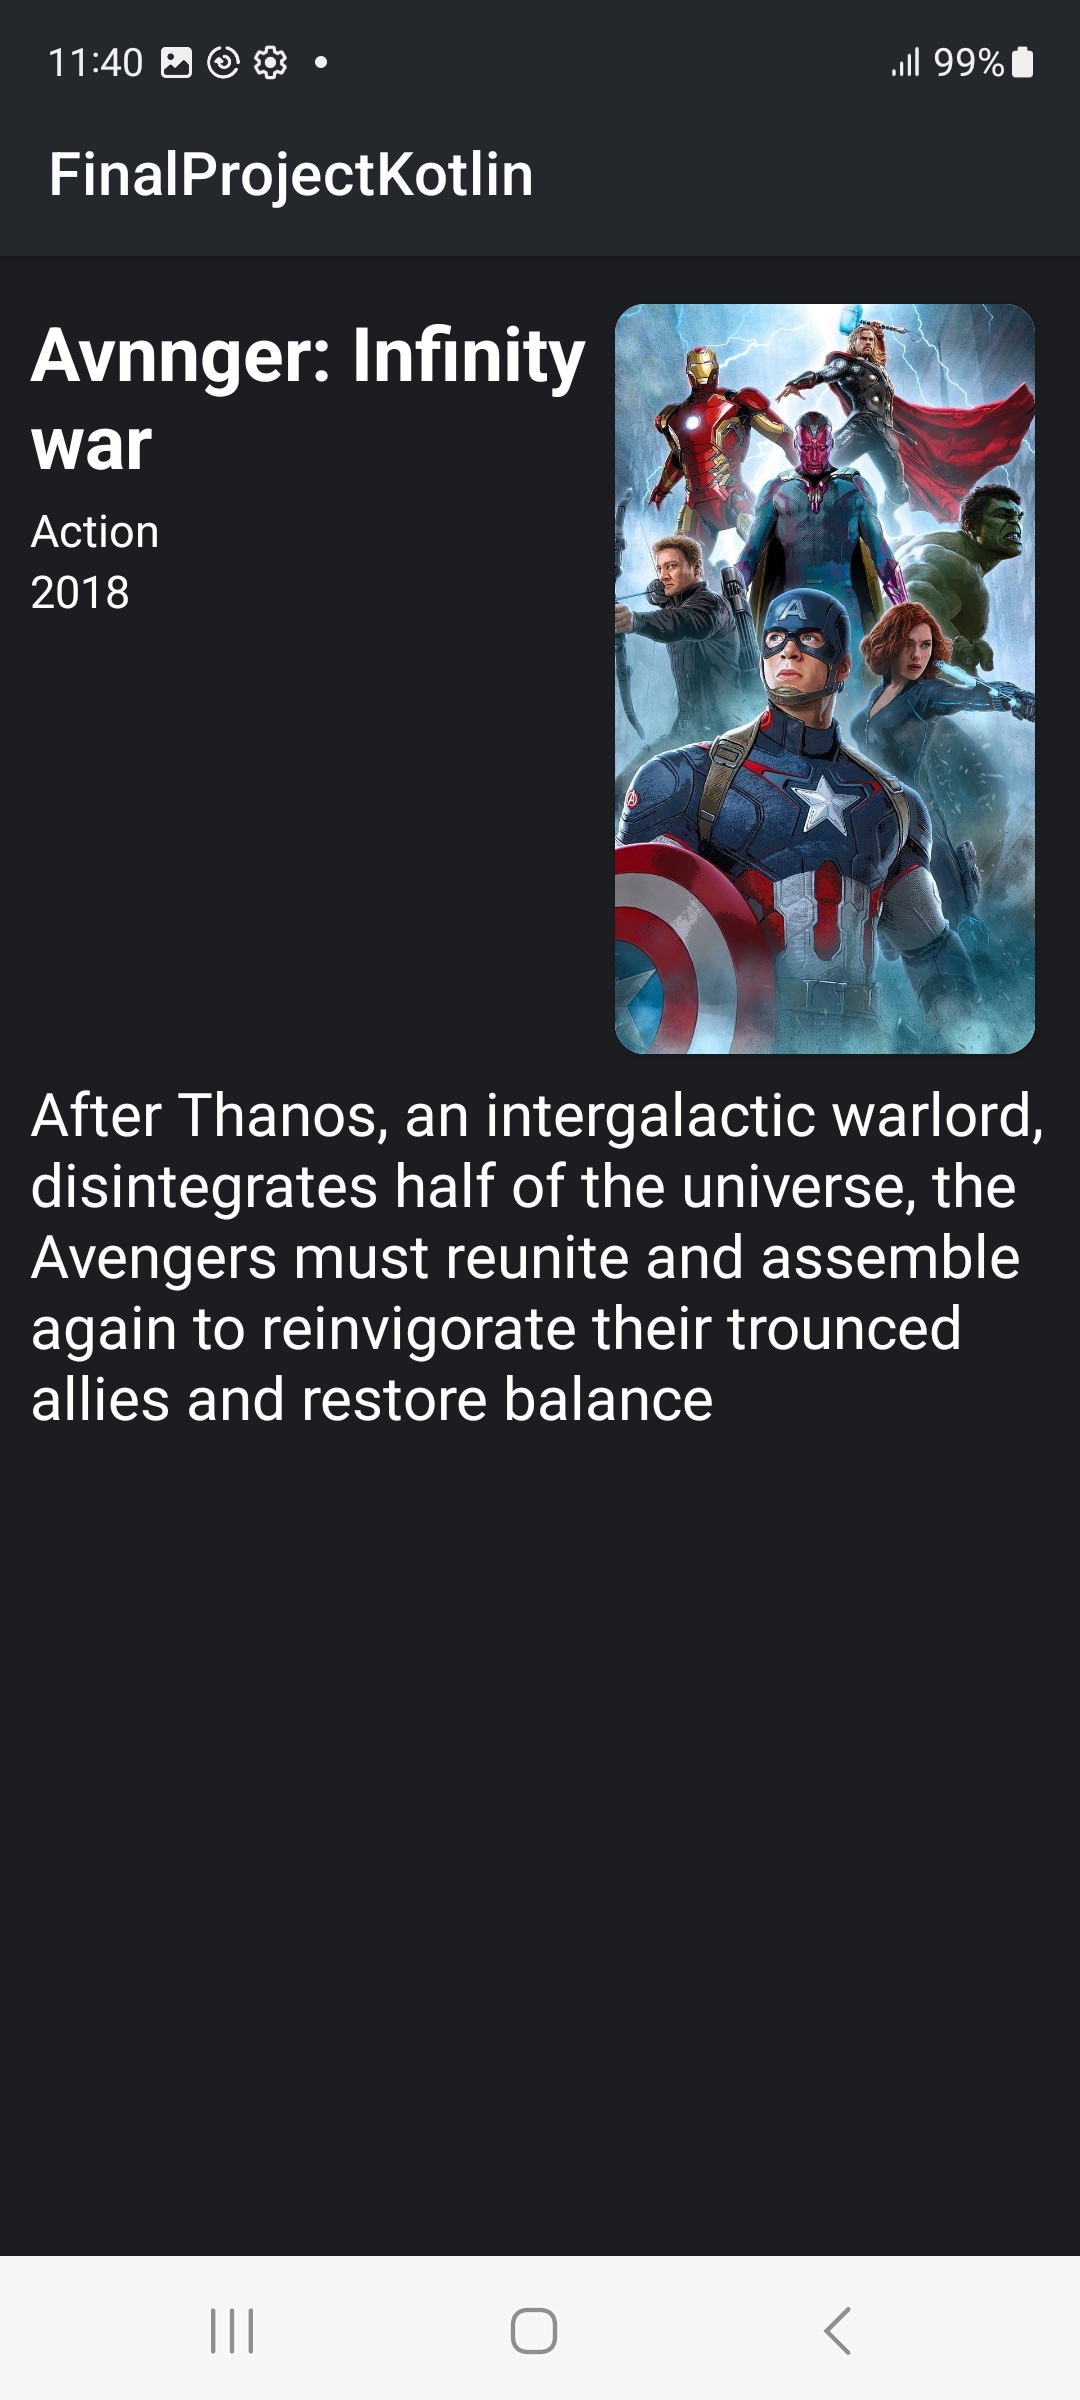 11:40
99%
FinalProjectKotlin
Avnnger: Infinity
war
Action
2018
A
After Thanos, an intergalactic warlord,
disintegrates half of the universe, the
Avengers must reunite and assemble
again to reinvigorate their trounced
allies and restore balance